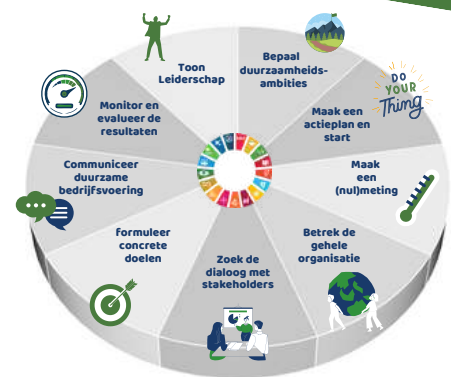 Toon
Leiderschap
Bepaal
duurzaamheids-
ambities
DO
YOUR
Thing
Maak een
actieplan en
start
Maak
een
(nul)meting
Betrek de
gehele
organisatie
Zoek de
dialoog met
stakeholders
formuleer
concrete
doelen
Communiceer
duurzame
bedrijfsvoering
Monitor en
evalueer de
resultaten